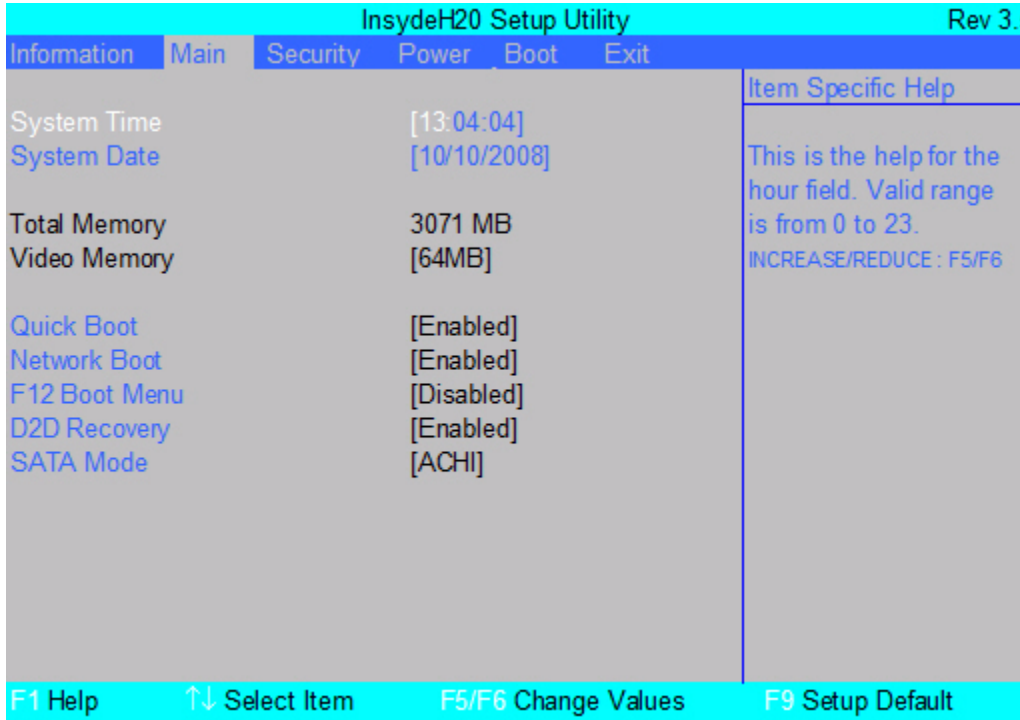 InsydeH20 Setup Utility Rev 3.
Information Main Security Power Boot Exit
Item Specific Help
System Time [13:04:04]
System Date [10/10/2008]
This is the help for the
hour field. Valid range
is from 0 to 23.
INCREASE/REDUCE : F5/F6
Total Memory 3071 MB
Video Memory [64MB]
Quick Boot [Enabled]
Network Boot [Enabled]
F12 Boot Menu [Disabled]
D2D Recovery [Enabled]
SATA Mode [ACHI]
F1 Help ↑↓ Select Item F5/F6 Change Values F9 Setup Default